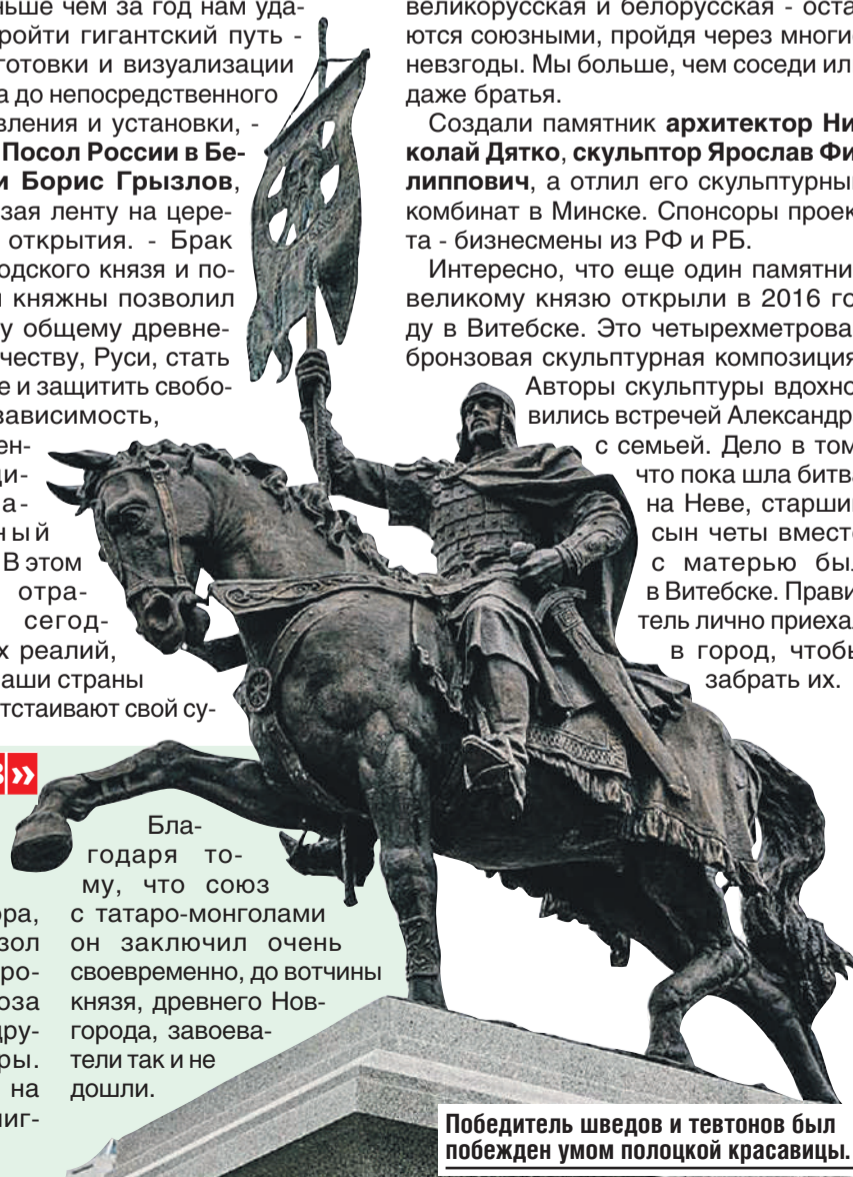 ньше чем за год нам уда-
ройти гигантский путь -
готовки и визуализации
а до непосредственного
вления и установки, -
Посол России в Бе-
и Борис Грызлов,
зая ленту на цере-
открытия. - Брак
одского князя и по-
й княжны позволил
у общему древне-
честву, Руси, стать
е и защитить свобо-
зависимость,
ен-
ди-
а-
ный
В этом
отра-
сегод-
х реалий,
аши страны
тстаивают свой су-
великорусская и белорусская - оста-
ются союзными, пройдя через многи
невзгоды. Мы больше, чем соседи ил
даже братья.
Создали памятник архитектор Ни-
колай Дятко, скульптор Ярослав Фи-
липпович, а отлил его скульптурны
комбинат в Минске. Спонсоры проек-
та - бизнесмены из РФ и РБ.
Интересно, что еще один памятни
великому князю открыли в 2016 го-
ду в Витебске. Это четырехметрова
бронзовая скульптурная композиция
Авторы скульптуры вдохно-
вились встречей Александр
с семьей. Дело в том
что пока шла битва
на Неве, старши
сын четы вместе
с матерью был
в Витебске. Прави-
тель лично приеха
в город, чтобы
забрать их.
»
ора,
зол
ро-
юза
дру-
ры.
на
ниг-
Бла-
годаря то-
му, что союз
с татаро-монголами
он заключил очень
своевременно, до вотчины
князя, древнего Нов-
города, завоева-
тели так и не
дошли.
Победитель шведов и тевтонов был
побежден умом полоцкой красавицы.